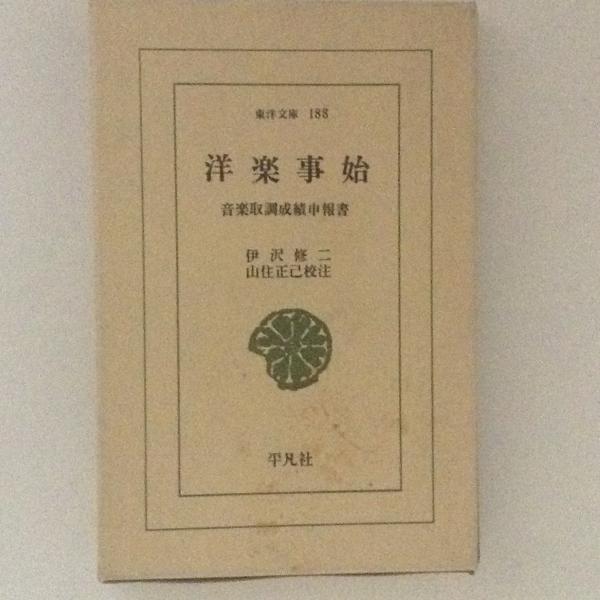 東洋文庫 188
洋楽事始
音楽取調成績申報書
伊沢修二
山住正己校注
平凡社